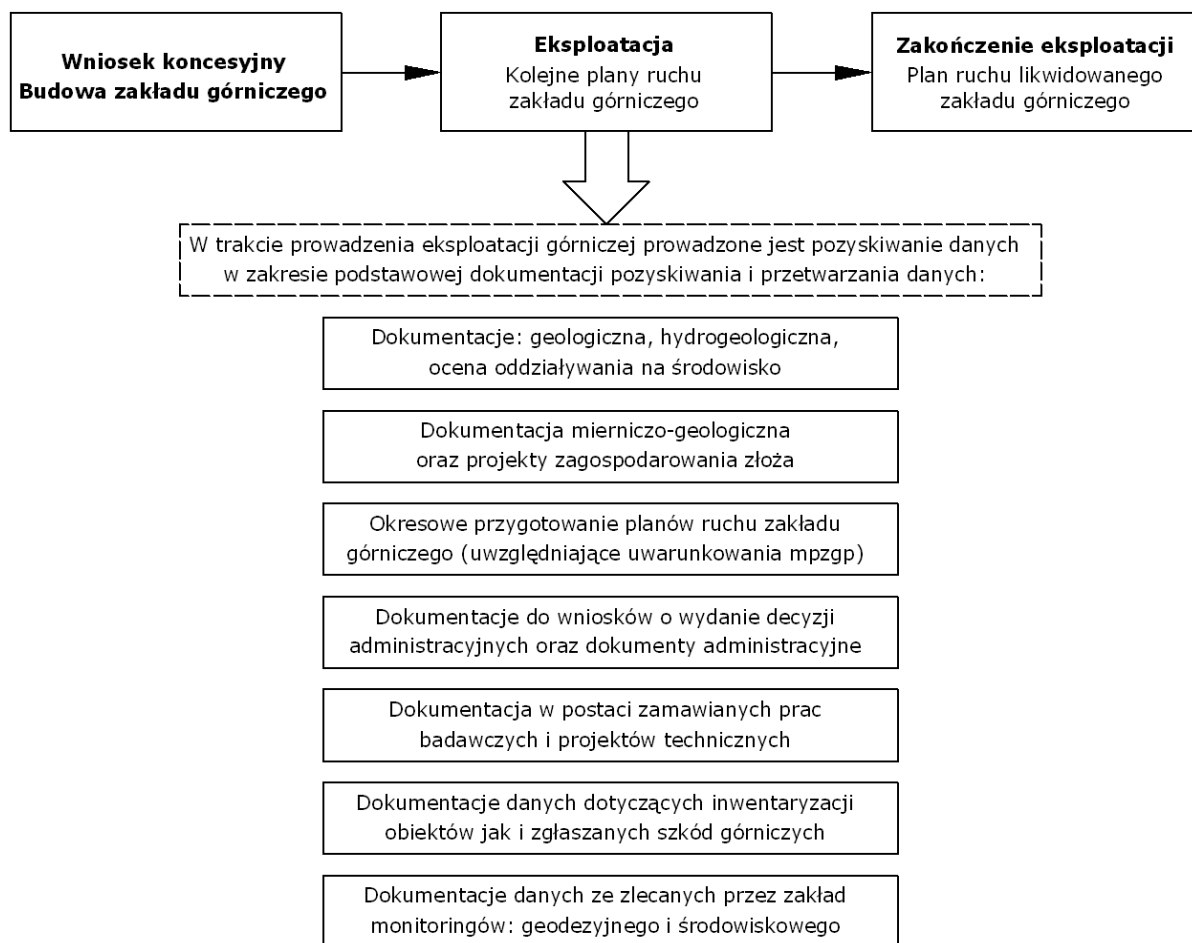 Wniosek koncesyjny
Budowa zakładu górniczego
Eksploatacja
Kolejne plany ruchu
zakładu górniczego
Zakończenie eksploatacji
Plan ruchu likwidowanego
zakładu górniczego
W trakcie prowadzenia eksploatacji górniczej prowadzone jest pozyskiwanie danych
w zakresie podstawowej dokumentacji pozyskiwania i przetwarzania danych:
Dokumentacje: geologiczna, hydrogeologiczna,
ocena oddziaływania na środowisko
Dokumentacja mierniczo-geologiczna
oraz projekty zagospodarowania złoża
Okresowe przygotowanie planów ruchu zakładu
górniczego (uwzględniające uwarunkowania mpzgp)
Dokumentacje do wniosków o wydanie decyzji
administracyjnych oraz dokumenty administracyjne
Dokumentacja w postaci zamawianych prac
badawczych i projektów technicznych
Dokumentacje danych dotyczących inwentaryzacji
obiektów jak i zgłaszanych szkód górniczych
Dokumentacje danych ze zlecanych przez zakład
monitoringów: geodezyjnego i środowiskowego